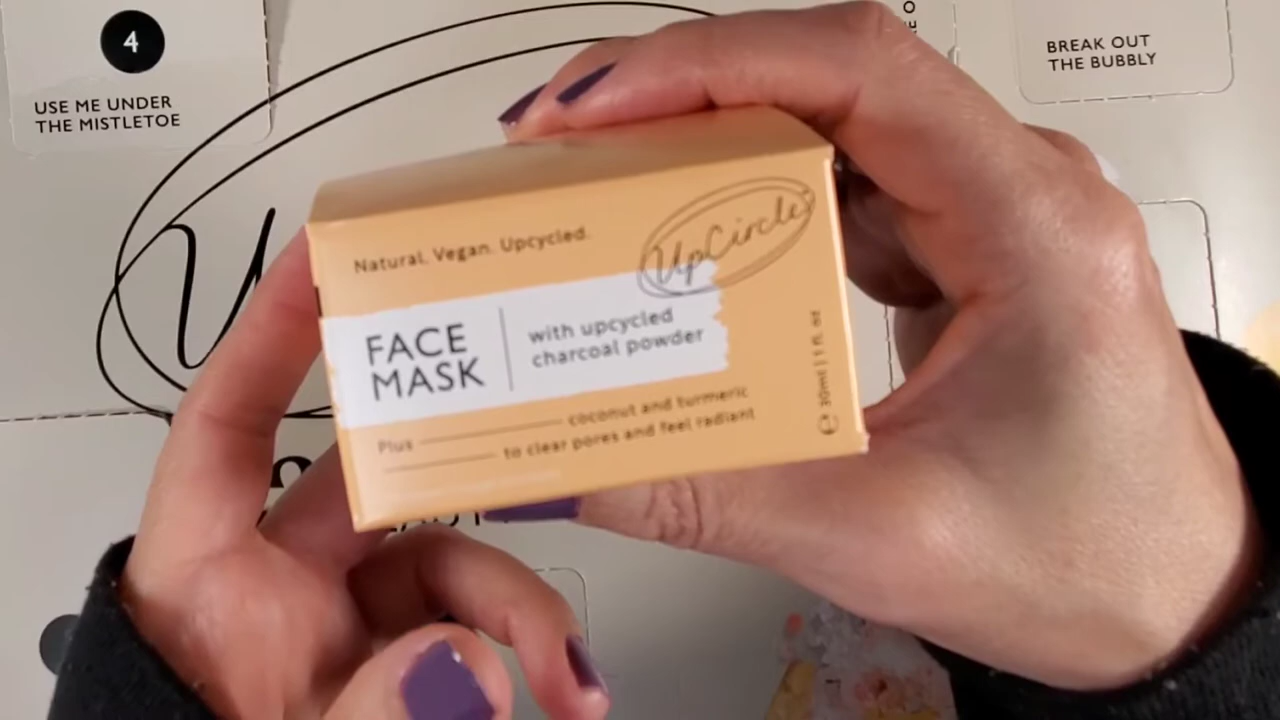 4
USE ME UNDER
THE MISTLETOE
BREAK OUT
THE BUBBLY
Natural. Vegan. Upcycled.
UpCircle
FACE
MASK
with upcycled
charcoal powder
Plus coconut and turmeric
to clear pores and feel radiant
℮ 30ml | 1 fl. oz